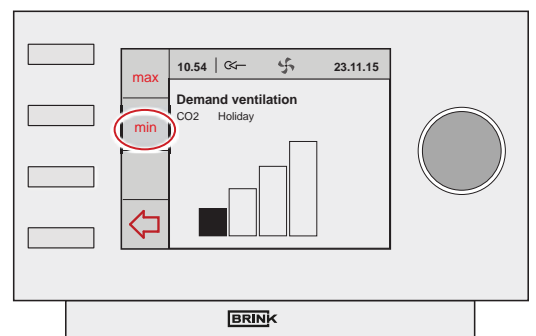 max
10.54
23.11.15
Demand ventilation
CO2 Holiday
min
BRINK